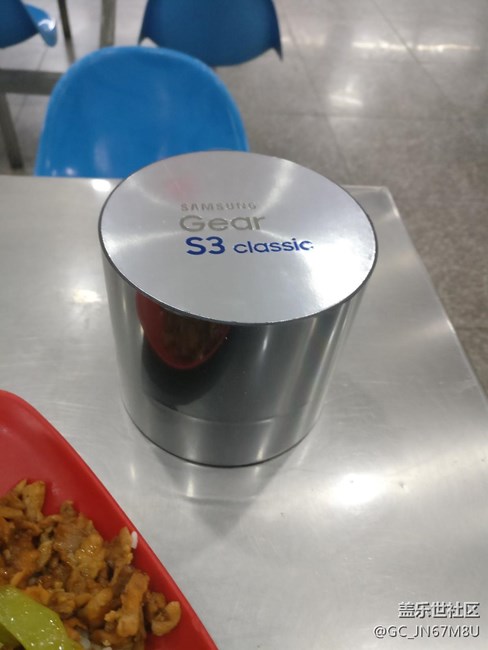 SAMSUNG
Gear
S3 classic
盖乐世社区
@GC_JN67M8U